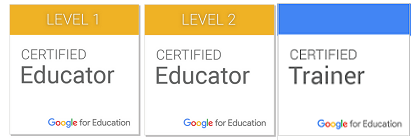 LEVEL 1
CERTIFIED
Educator
Google for Education
LEVEL 2
CERTIFIED
Educator
Google for Education
CERTIFIED
Trainer
Google for Education